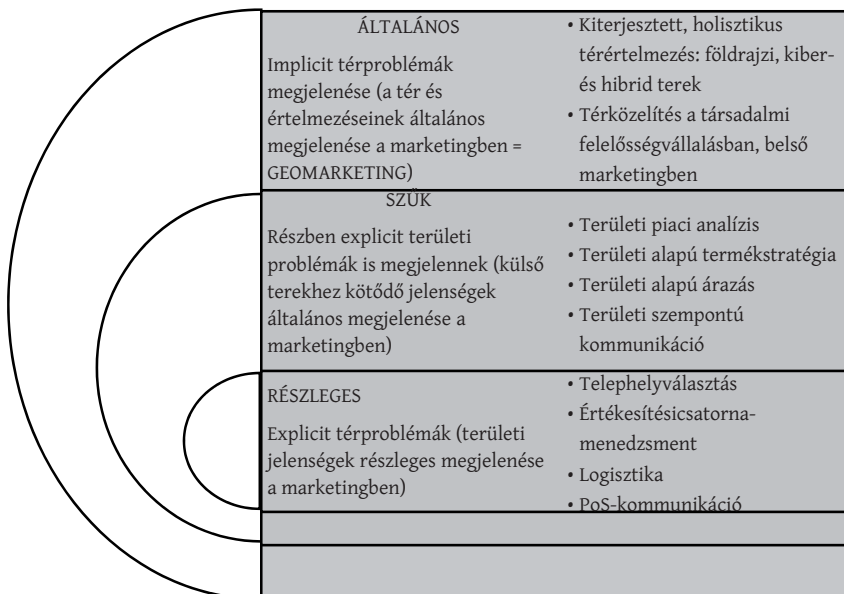 ÁLTALÁNOS
Implicit térproblémák
megjelenése (a tér és
értelmezéseinek általános
megjelenése a marketingben =
GEOMARKETING)
• Kiterjesztett, holisztikus
térértelmezés: földrajzi, kiber-
és hibrid terek
• Térközelítés a társadalmi
felelősségvállalásban, belső
marketingben
SZŰK
Részben explicit területi
problémák is megjelennek (külső
terekhez kötődő jelenségek
általános megjelenése a
marketingben)
• Területi piaci analízis
• Területi alapú termékstratégia
• Területi alapú árazás
• Területi szempontú
kommunikáció
RÉSZLEGES
Explicit térproblémák (területi
jelenségek részleges megjelenése
a marketingben)
• Telephelyválasztás
• Értékesítésicsatorna-
menedzsment
• Logisztika
• PoS-kommunikáció